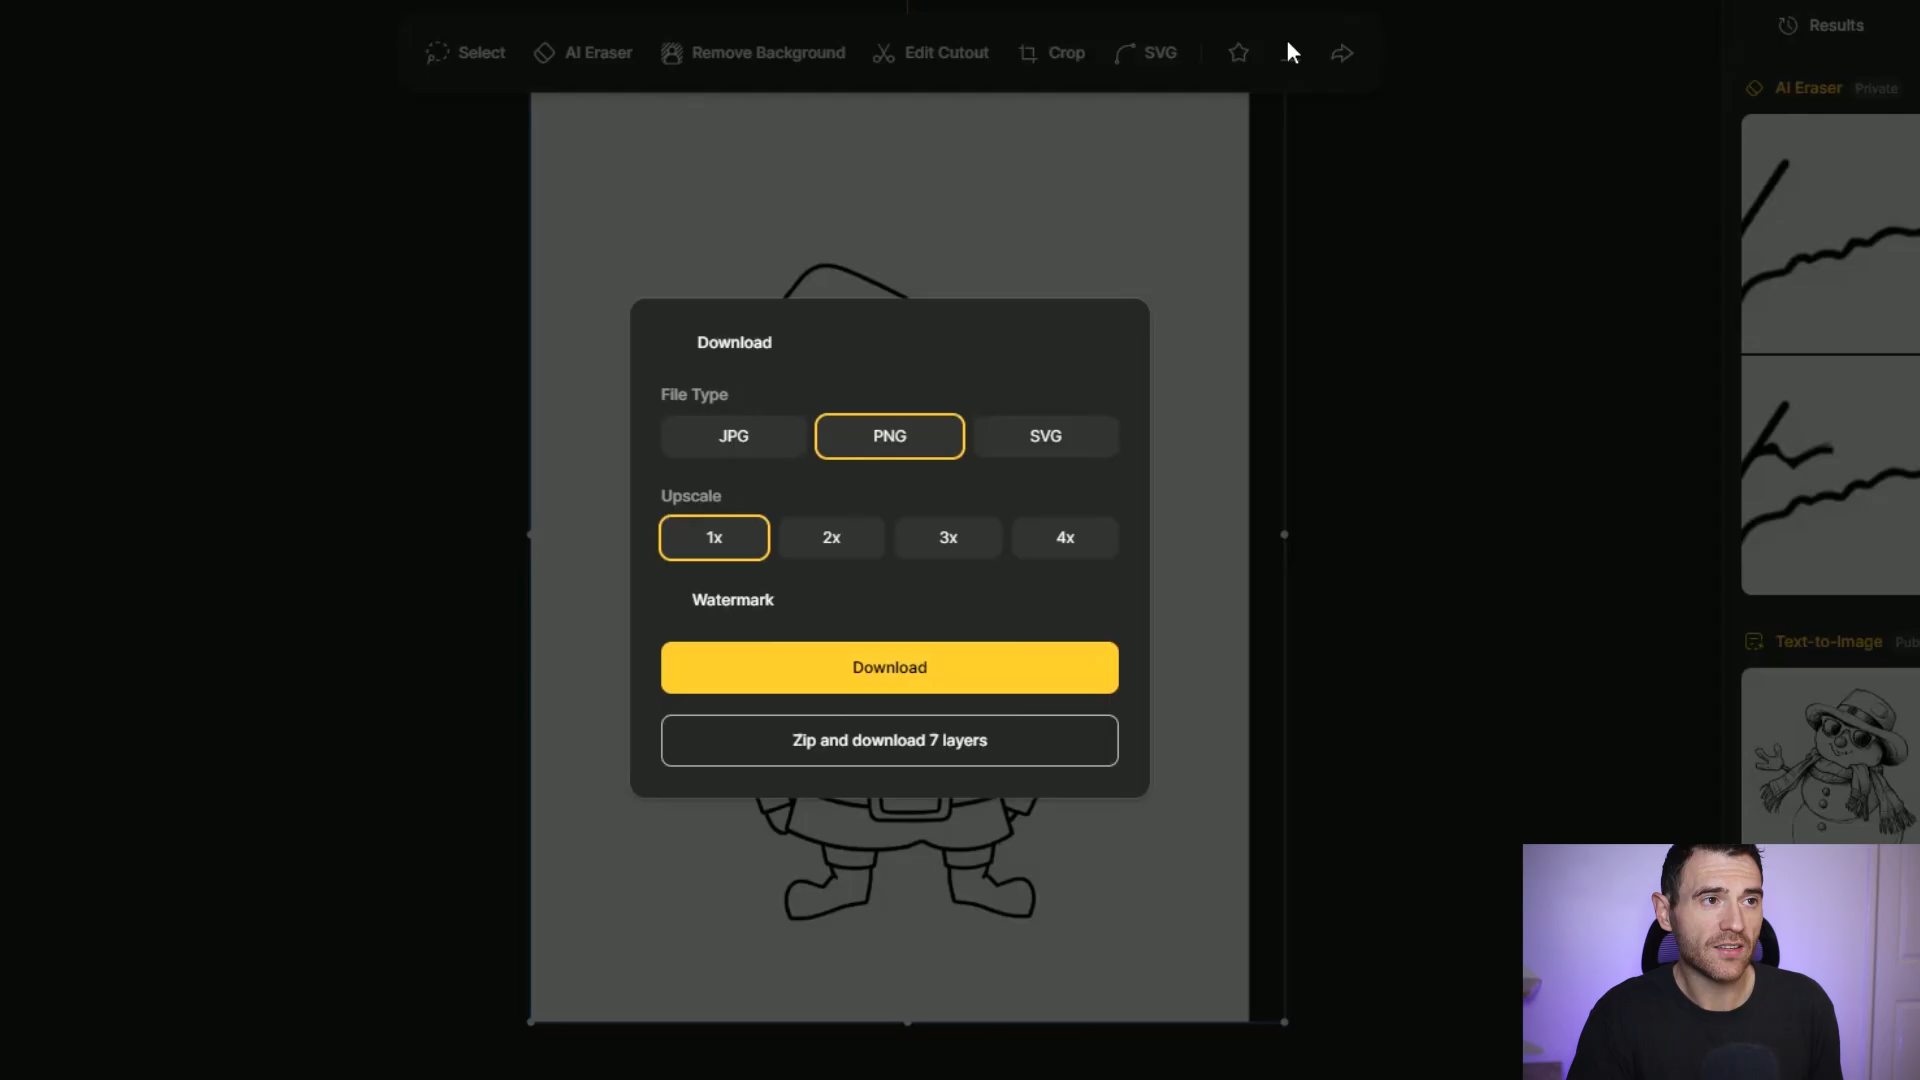 Select AI Eraser Remove Background Edit Cutout Crop SVG
Results
AI Eraser Private
Download
File Type
JPG PNG SVG
Upscale
1x 2x 3x 4x
Watermark
Download
Zip and download 7 layers
Text-to-Image